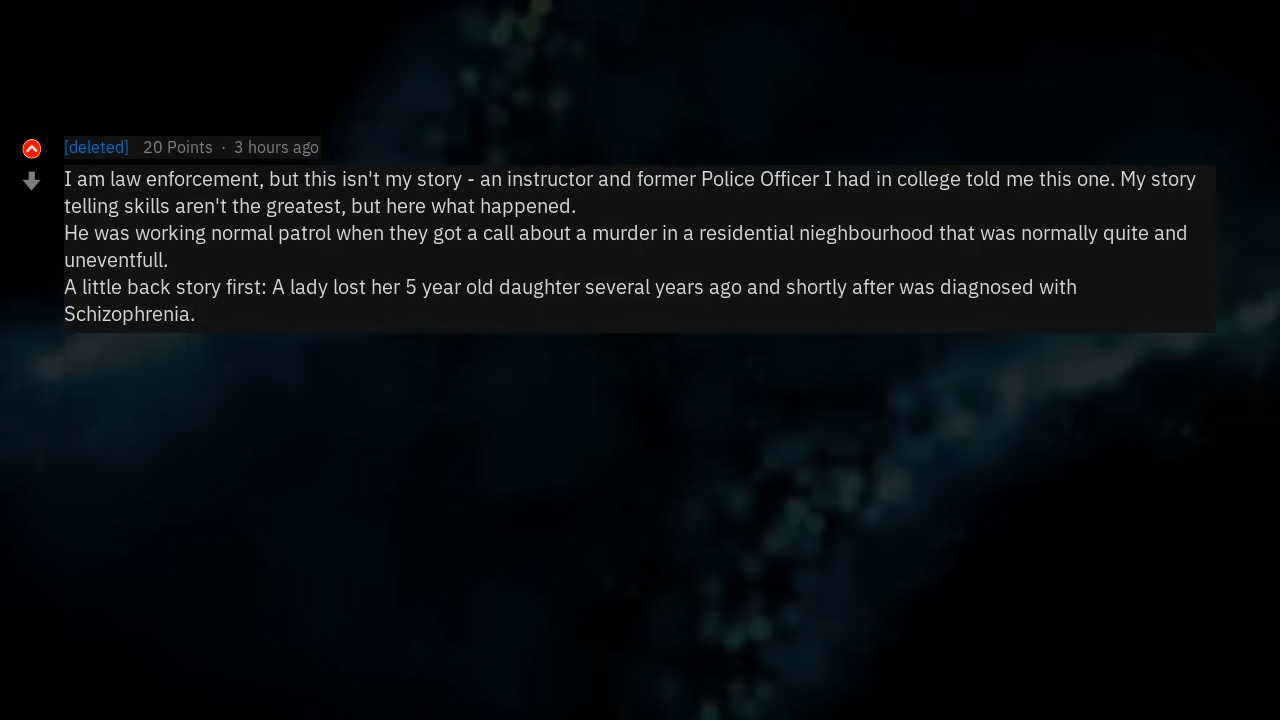 [deleted] 20 Points · 3 hours ago
I am law enforcement, but this isn't my story - an instructor and former Police Officer I had in college told me this one. My story
telling skills aren't the greatest, but here what happened.
He was working normal patrol when they got a call about a murder in a residential nieghbourhood that was normally quite and
uneventfull.
A little back story first: A lady lost her 5 year old daughter several years ago and shortly after was diagnosed with
Schizophrenia.